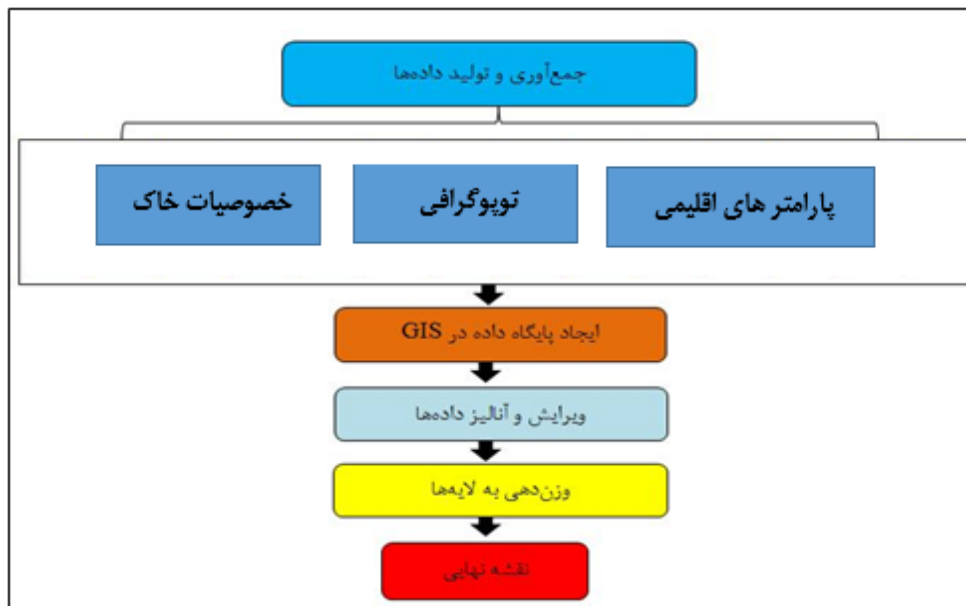 جمع‌آوری و تولید داده‌ها
پارامتر های اقلیمی
توپوگرافی
خصوصیات خاک
ایجاد پایگاه داده در GIS
ویرایش و آنالیز داده‌ها
وزن‌دهی به لایه‌ها
نقشه نهایی